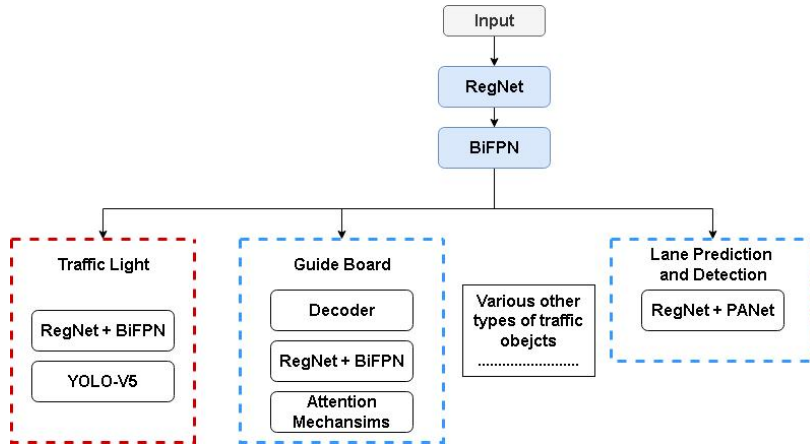 Input
RegNet
BiFPN
Traffic Light
RegNet + BiFPN
YOLO-V5
Guide Board
Decoder
RegNet + BiFPN
Attention
Mechansims
Various other
types of traffic
obejcts
........................
Lane Prediction
and Detection
RegNet + PANet